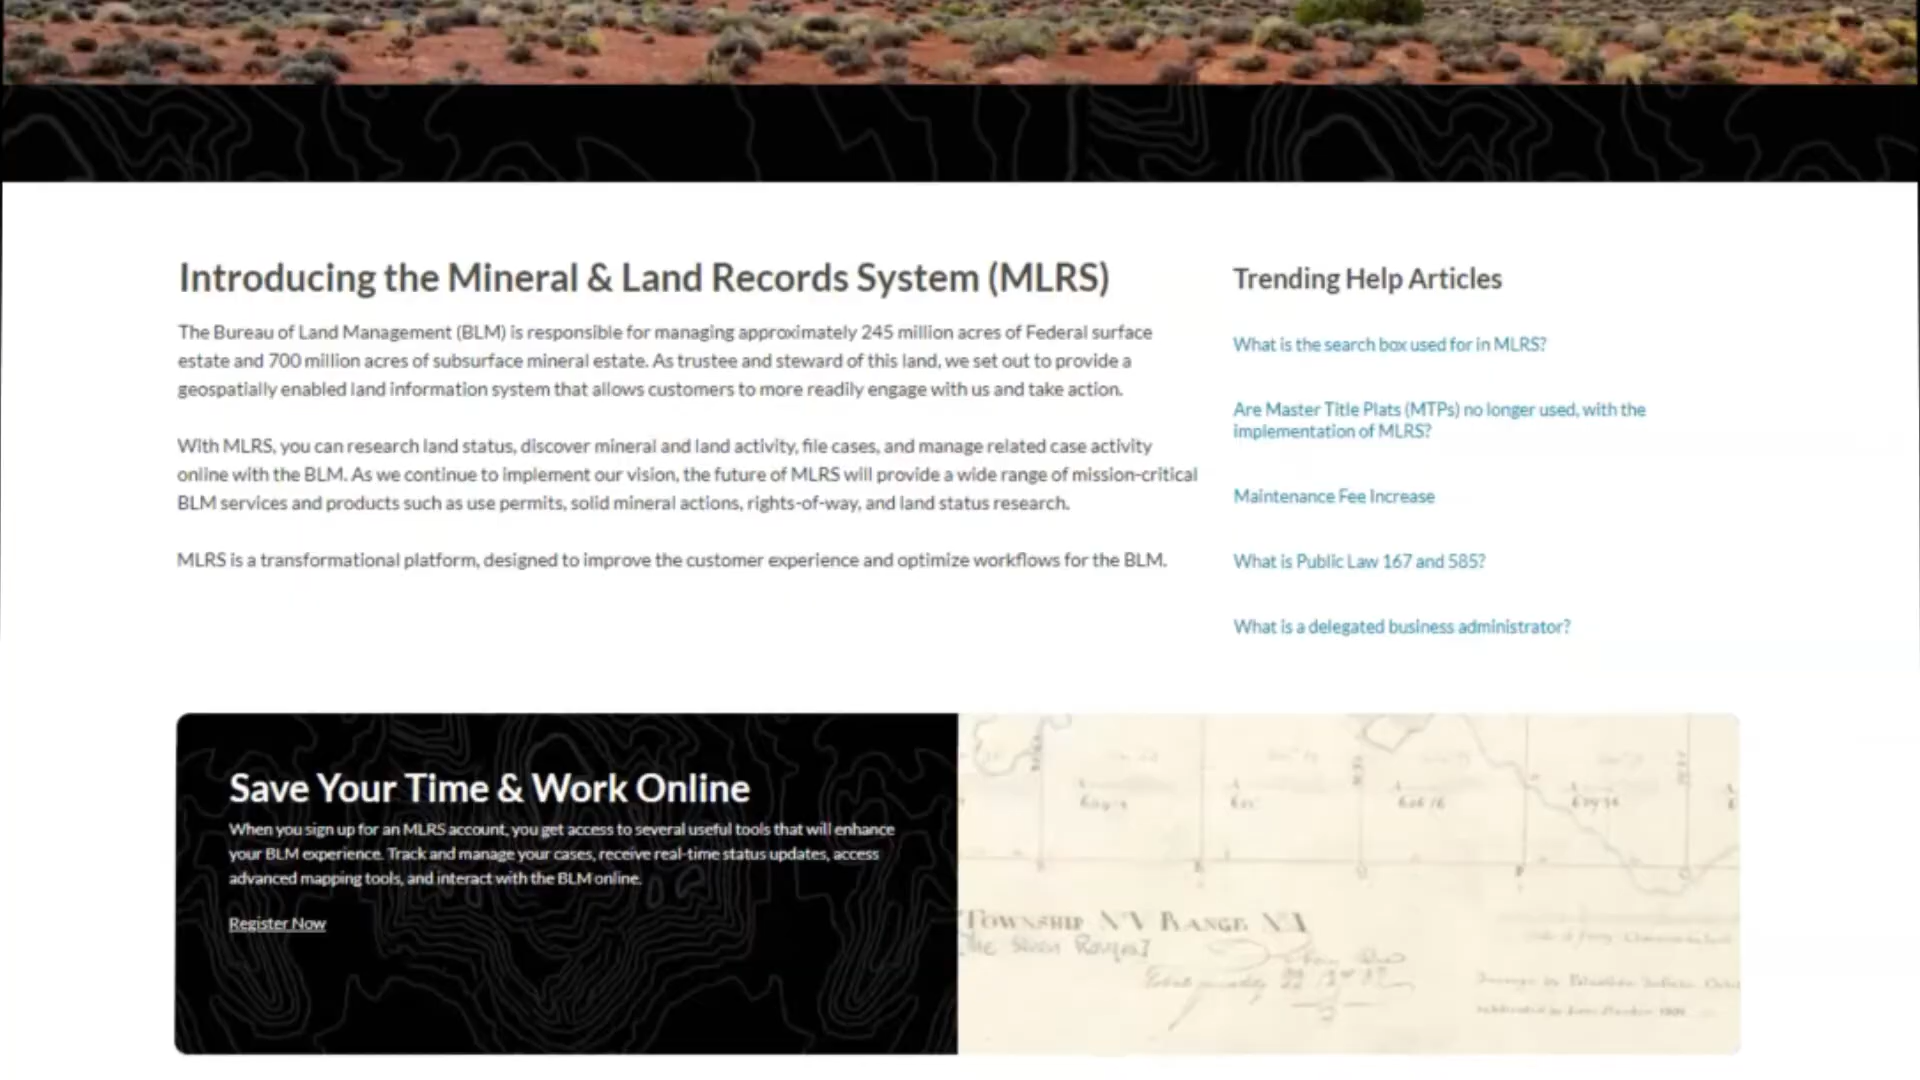 Introducing the Mineral & Land Records System (MLRS)
The Bureau of Land Management (BLM) is responsible for managing approximately 245 million acres of Federal surface
estate and 700 million acres of subsurface mineral estate. As trustee and steward of this land, we set out to provide a
geospatially enabled land information system that allows customers to more readily engage with us and take action.
With MLRS, you can research land status, discover mineral and land activity, file cases, and manage related case activity
online with the BLM. As we continue to implement our vision, the future of MLRS will provide a wide range of mission-critical
BLM services and products such as use permits, solid mineral actions, rights-of-way, and land status research.
MLRS is a transformational platform, designed to improve the customer experience and optimize workflows for the BLM.
Trending Help Articles
What is the search box used for in MLRS?
Are Master Title Plats (MTPs) no longer used, with the
implementation of MLRS?
Maintenance Fee Increase
What is Public Law 167 and 585?
What is a delegated business administrator?
Save Your Time & Work Online
When you sign up for an MLRS account, you get access to several useful tools that will enhance
your BLM experience. Track and manage your cases, receive real-time status updates, access
advanced mapping tools, and interact with the BLM online.
Register Now
Township Range